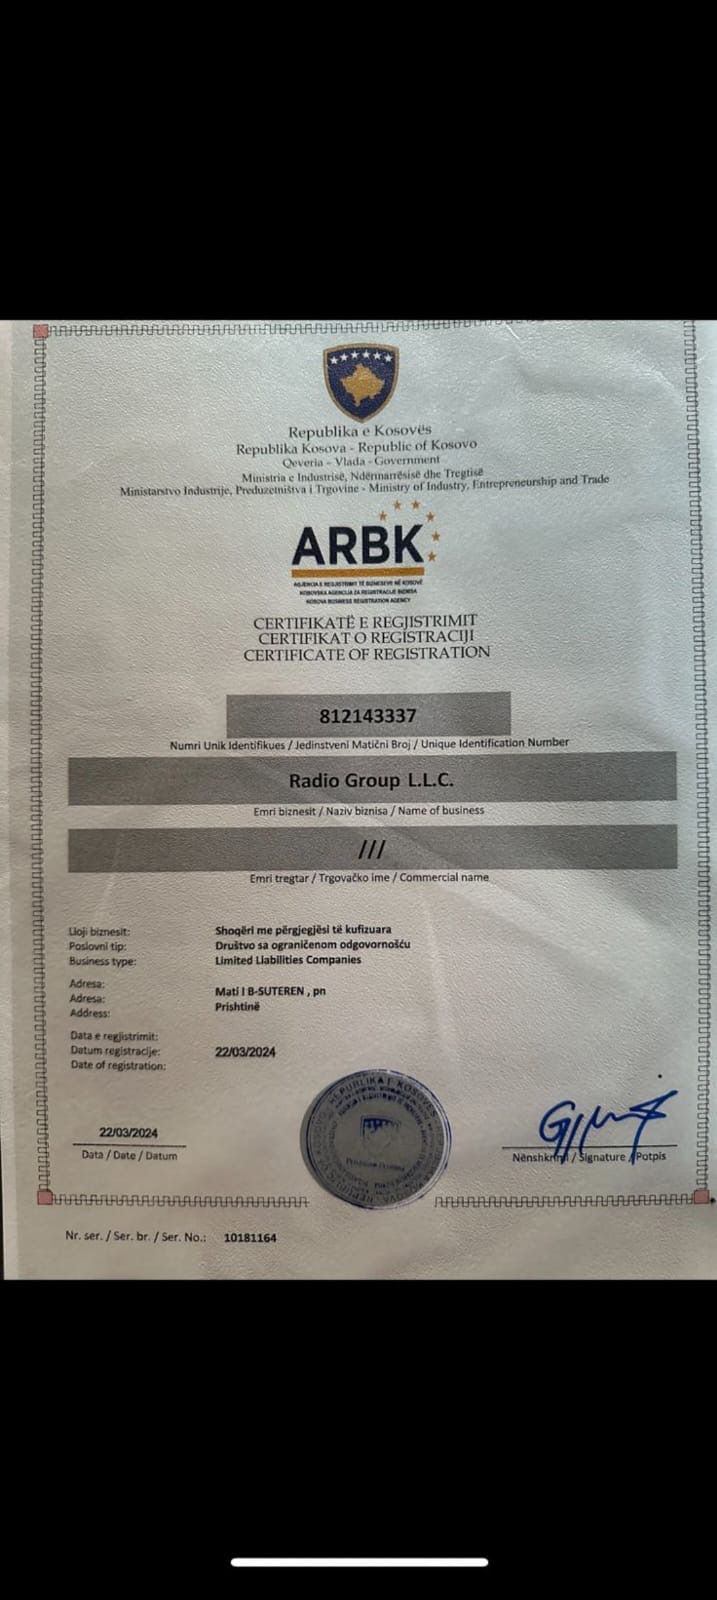 Republika e Kosovës
Republika Kosova - Republic of Kosovo
Qeveria - Vlada - Government
Ministria e Industrisë, Ndërmarrësisë dhe Tregtisë
Ministarstvo Industrije, Preduzetništva i Trgovine - Ministry of Industry, Entrepreneurship and Trade
ARBK
AGJENCIA E REGJISTRIMIT TË BIZNESEVE NË KOSOVË
KOSOVSKA AGENCIJA ZA REGISTRACIJU BIZNISA
KOSOVA BUSINESS REGISTRATION AGENCY
CERTIFIKATË E REGJISTRIMIT
CERTIFIKAT O REGISTRACIJI
CERTIFICATE OF REGISTRATION
812143337
Numri Unik Identifikues / Jedinstveni Matični Broj / Unique Identification Number
Radio Group L.L.C.
Emri biznesit / Naziv biznisa / Name of business
///
Emri tregtar / Trgovačko ime / Commercial name
Lloji biznesit: Shoqëri me përgjegjësi të kufizuara
Poslovni tip: Društvo sa ograničenom odgovornošću
Business type: Limited Liabilities Companies
Adresa:
Adresa: Mati I B-SUTEREN , pn
Address: Prishtinë
Data e regjistrimit:
Datum registracije: 22/03/2024
Date of registration:
REPUBLIKA E KOSOVËS
22/03/2024
Data / Date / Datum
Nënshkrimi / Signature / Potpis
Nr. ser. / Ser. br. / Ser. No.: 10181164